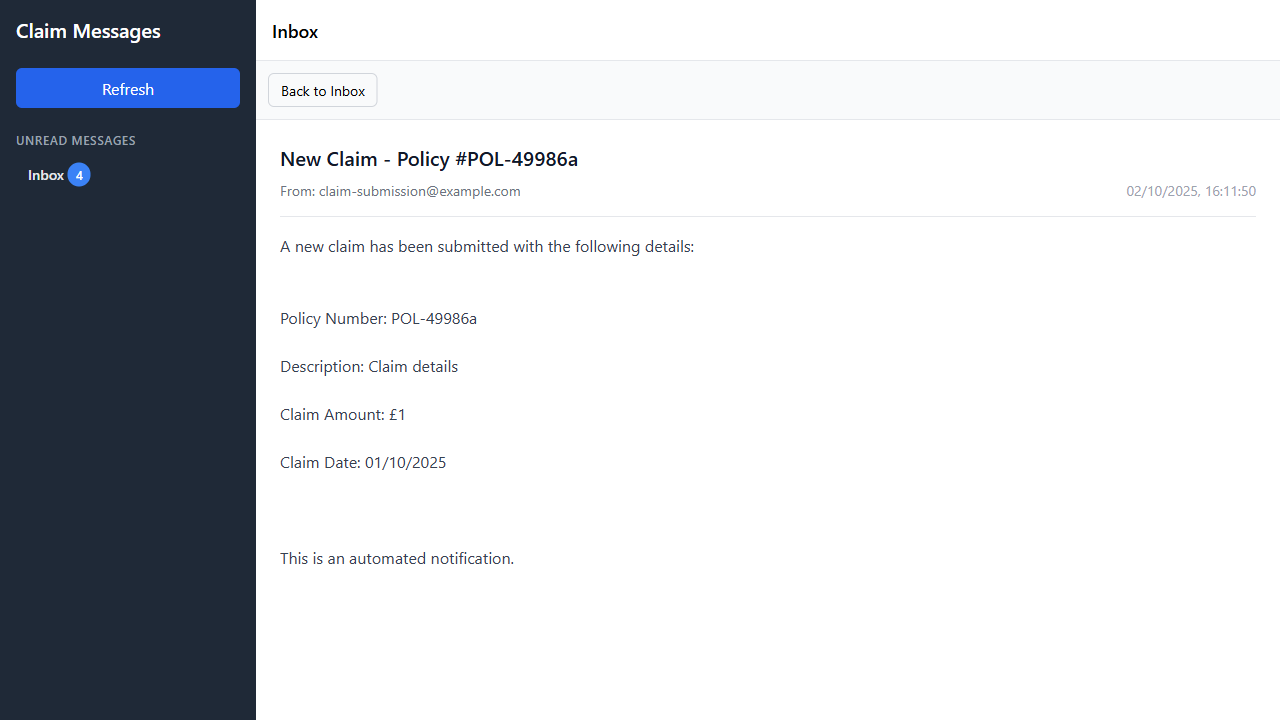 Claim Messages
Refresh
UNREAD MESSAGES
Inbox 4
Inbox
Back to Inbox
New Claim - Policy #POL-49986a
From: claim-submission@example.com
02/10/2025, 16:11:50
A new claim has been submitted with the following details:
Policy Number: POL-49986a
Description: Claim details
Claim Amount: £1
Claim Date: 01/10/2025
This is an automated notification.